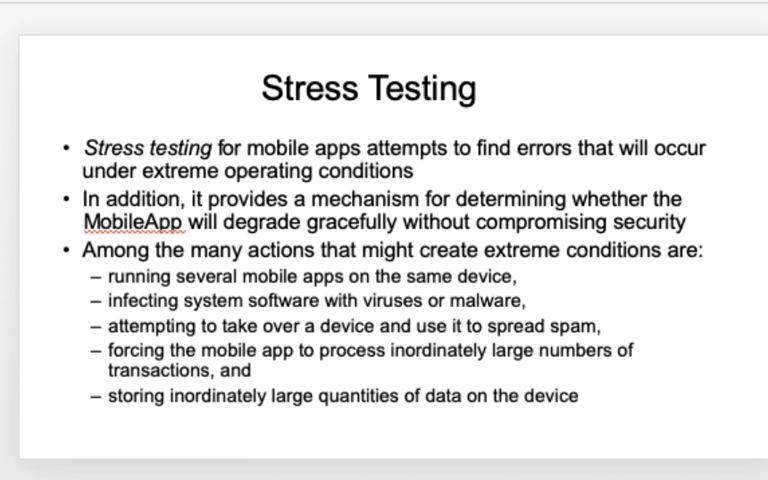 Stress Testing
• Stress testing for mobile apps attempts to find errors that will occur
under extreme operating conditions
• In addition, it provides a mechanism for determining whether the
MobileApp will degrade gracefully without compromising security
• Among the many actions that might create extreme conditions are:
– running several mobile apps on the same device,
– infecting system software with viruses or malware,
– attempting to take over a device and use it to spread spam,
– forcing the mobile app to process inordinately large numbers of
transactions, and
– storing inordinately large quantities of data on the device